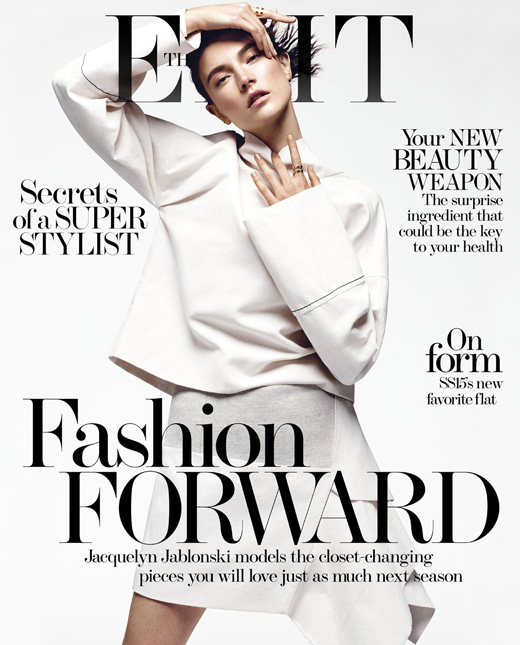 THE EDIT
Your NEW
BEAUTY
WEAPON
The surprise
ingredient that
could be the key
to your health
Secrets
of a SUPER
STYLIST
On
form
SS15's new
favorite flat
Fashion
FORWARD
Jacquelyn Jablonski models the closet-changing
pieces you will love just as much next season